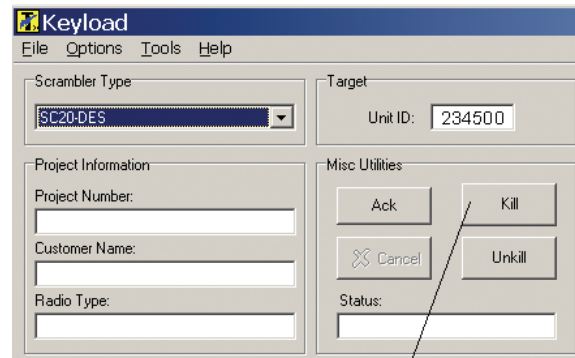 Keyload
File Options Tools Help
Scrambler Type
SC20-DES
Target
Unit ID: 234500
Project Information
Project Number:
Customer Name:
Radio Type:
Misc Utilities
Ack Kill
Cancel Unkill
Status: